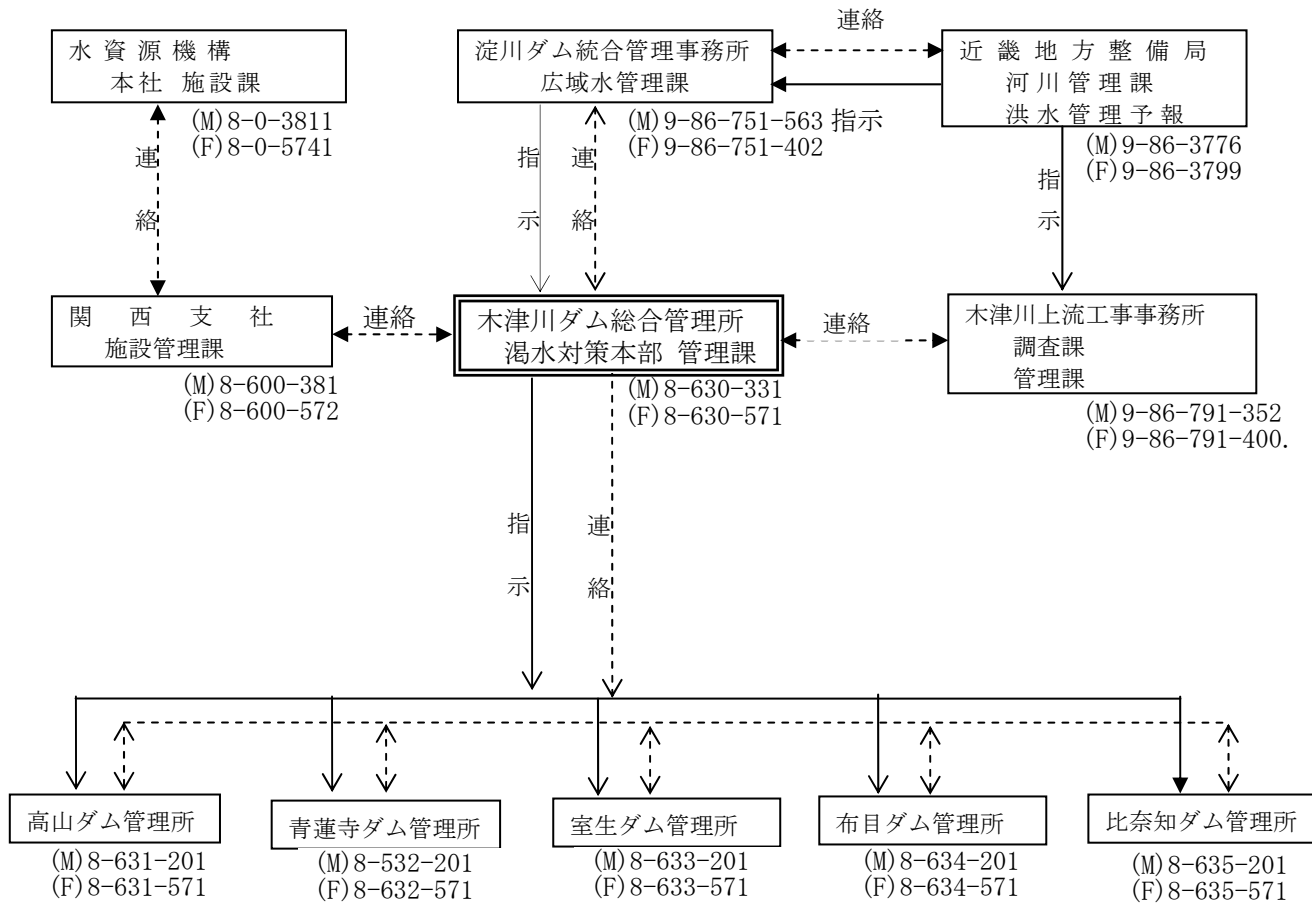 水 資 源 機 構
本社 施設課
(M)8-0-3811
(F)8-0-5741
淀川ダム統合管理事務所
広域水管理課
(M)9-86-751-563 指示
(F)9-86-751-402
連絡
近 畿 地 方 整 備 局
河 川 管 理 課
洪 水 管 理 予 報
(M)9-86-3776
(F)9-86-3799
連
絡
指
示
連
絡
指
示
関 西 支 社
施設管理課
(M)8-600-381
(F)8-600-572
連絡
木津川ダム総合管理所
渇水対策本部 管理課
(M)8-630-331
(F)8-630-571
連絡
木津川上流工事事務所
調査課
管理課
(M)9-86-791-352
(F)9-86-791-400.
指
示
連
絡
高山ダム管理所
(M)8-631-201
(F)8-631-571
青蓮寺ダム管理所
(M)8-532-201
(F)8-632-571
室生ダム管理所
(M)8-633-201
(F)8-633-571
布目ダム管理所
(M)8-634-201
(F)8-634-571
比奈知ダム管理所
(M)8-635-201
(F)8-635-571